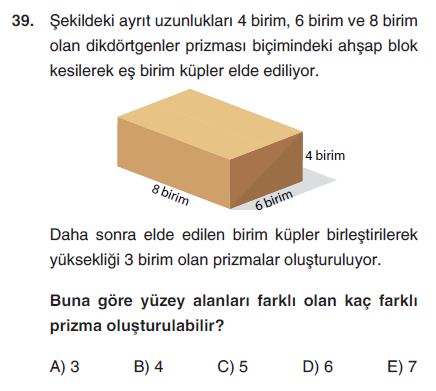 39. Şekildeki ayrıt uzunlukları 4 birim, 6 birim ve 8 birim
olan dikdörtgenler prizması biçimindeki ahşap blok
kesilerek eş birim küpler elde ediliyor.
4 birim
8 birim
6 birim
Daha sonra elde edilen birim küpler birleştirilerek
yüksekliği 3 birim olan prizmalar oluşturuluyor.
Buna göre yüzey alanları farklı olan kaç farklı
prizma oluşturulabilir?
A) 3 B) 4 C) 5 D) 6 E) 7